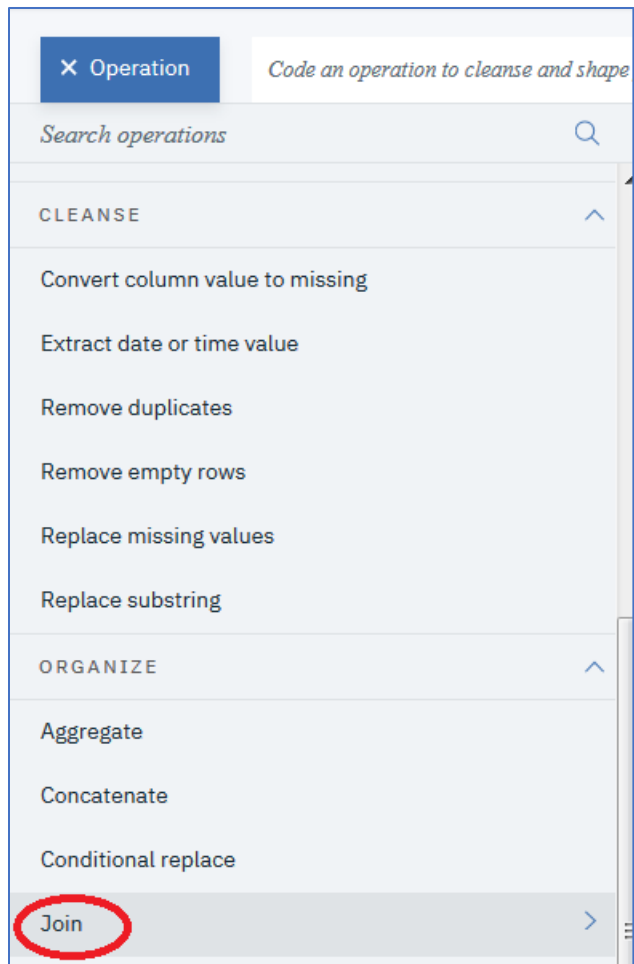 × Operation
Code an operation to cleanse and shape
Search operations
CLEANSE
Convert column value to missing
Extract date or time value
Remove duplicates
Remove empty rows
Replace missing values
Replace substring
ORGANIZE
Aggregate
Concatenate
Conditional replace
Join